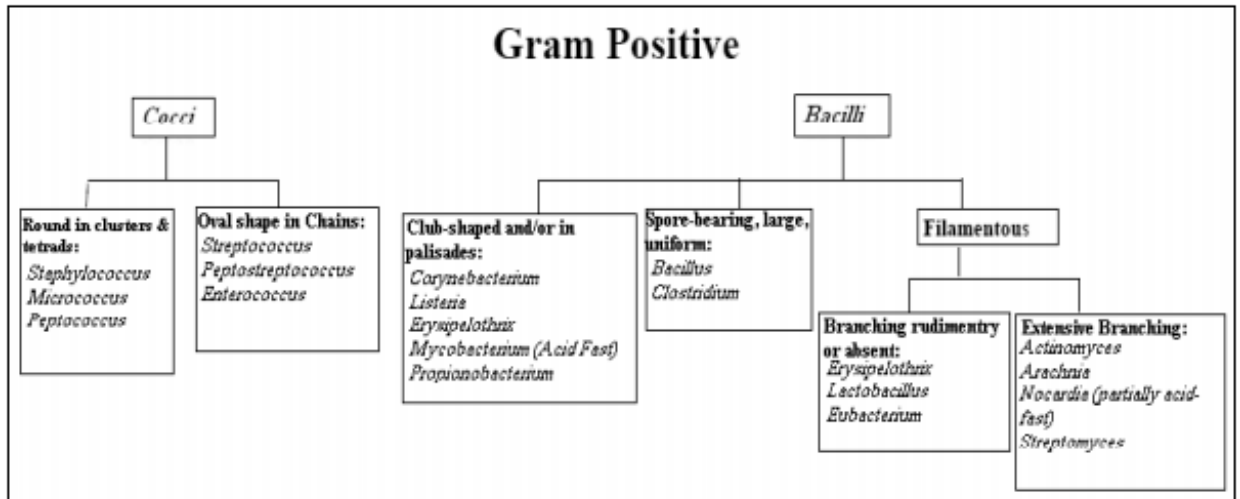 Gram Positive
Cocci
Bacilli
Round in clusters &
tetrads:
Staphylococcus
Micrococcus
Peptococcus
Oval shape in Chains:
Streptococcus
Peptostreptococcus
Enterococcus
Club-shaped and/or in
palisades:
Corynebacterium
Listeria
Erysipelothrix
Mycobacterium (Acid Fast)
Propionobacterium
Spore-bearing, large,
uniform:
Bacillus
Clostridium
Filamentous
Branching rudimentry
or absent:
Erysipelothrix
Lactobacillus
Eubacterium
Extensive Branching:
Actinomyces
Arachnia
Nocardia (partially acid-
fast)
Streptomyces